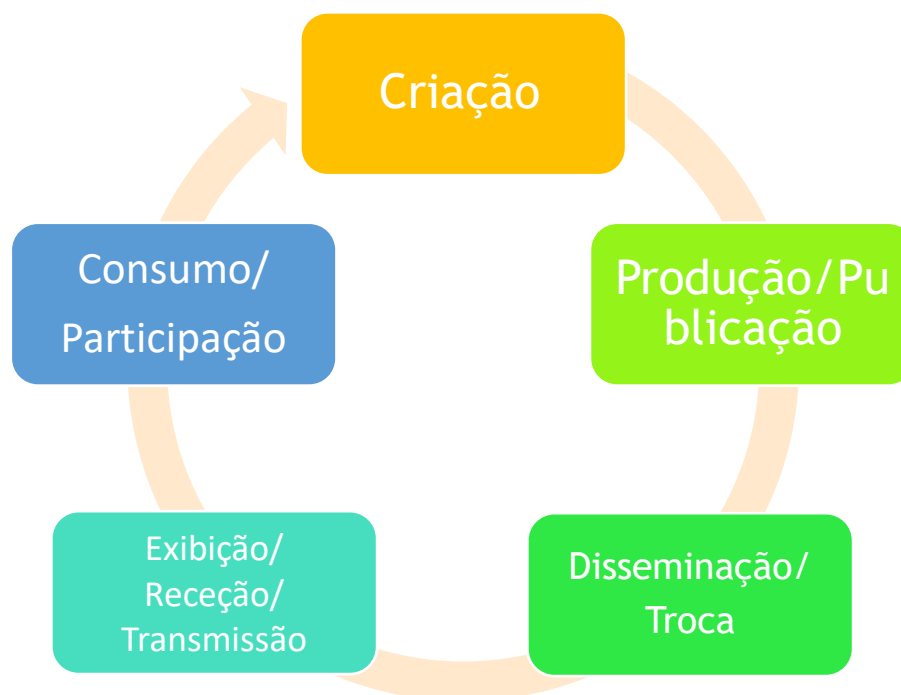 Criação
Produção/Pu
blicação
Disseminação/
Troca
Exibição/
Receção/
Transmissão
Consumo/
Participação